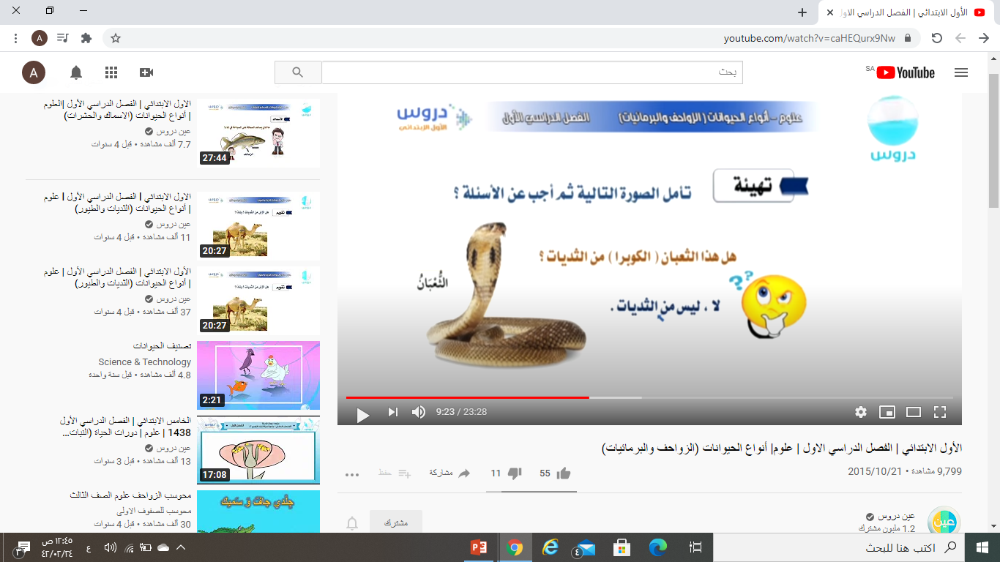 الأول الابتدائي | الفصل الدراسي الاول
youtube.com/watch?v=caHEQurx9Nw
A
YouTube SA
بحث
A
علوم - أنواع الحيوانات ( الزواحف والبرمائيات)
الفصل الدراسي الأول
دروس
الأول الابتدائي
دروس
تهيئة
تأمل الصورة التالية ثم أجب عن الأسئلة ؟
هل هذا الثعبان ( الكوبرا ) من الثديات ؟
الثُّعْبَانُ
لا ، ليس من الثديات .
9:23 / 23:28
الأول الابتدائي | الفصل الدراسي الاول | علوم| أنواع الحيوانات (الزواحف والبرمائيات)
9,799 مشاهدة • 2015/10/21
55
11
مشاركة
حفظ
عين دروس
1.2 مليون مشترك
عين
مشترك
27:44
الاول الابتدائي | الفصل الدراسي الأول |العلوم
| أنواع الحيوانات (الاسماك والحشرات)
عين دروس
7.7 ألف مشاهدة • قبل 4 سنوات
20:27
الاول الابتدائي | الفصل الدراسي الأول | علوم
| أنواع الحيوانات (الثديات والطيور)
عين دروس
11 ألف مشاهدة • قبل 4 سنوات
20:27
الأول الابتدائي | الفصل الدراسي الأول | علوم
| أنواع الحيوانات (الثديات والطيور)
عين دروس
37 ألف مشاهدة • قبل 4 سنوات
2:21
تصنيف الحيوانات
Science & Technology
4.8 ألف مشاهدة • قبل سنة واحدة
17:08
الخامس الابتدائي | الفصل الدراسي الأول
1438 | علوم | دورات الحياة (النبات...
عين دروس
13 ألف مشاهدة • قبل 3 سنوات
جِلْدي جافٌ وَ سَميك
محوسب الزواحف علوم الصف الثالث
محوسب للصفوف الاولى
30 ألف مشاهدة • قبل 4 سنوات
اكتب هنا للبحث
٤
ع
١٢:٤٥ ص
٤٢/٠٢/٢٤
٣